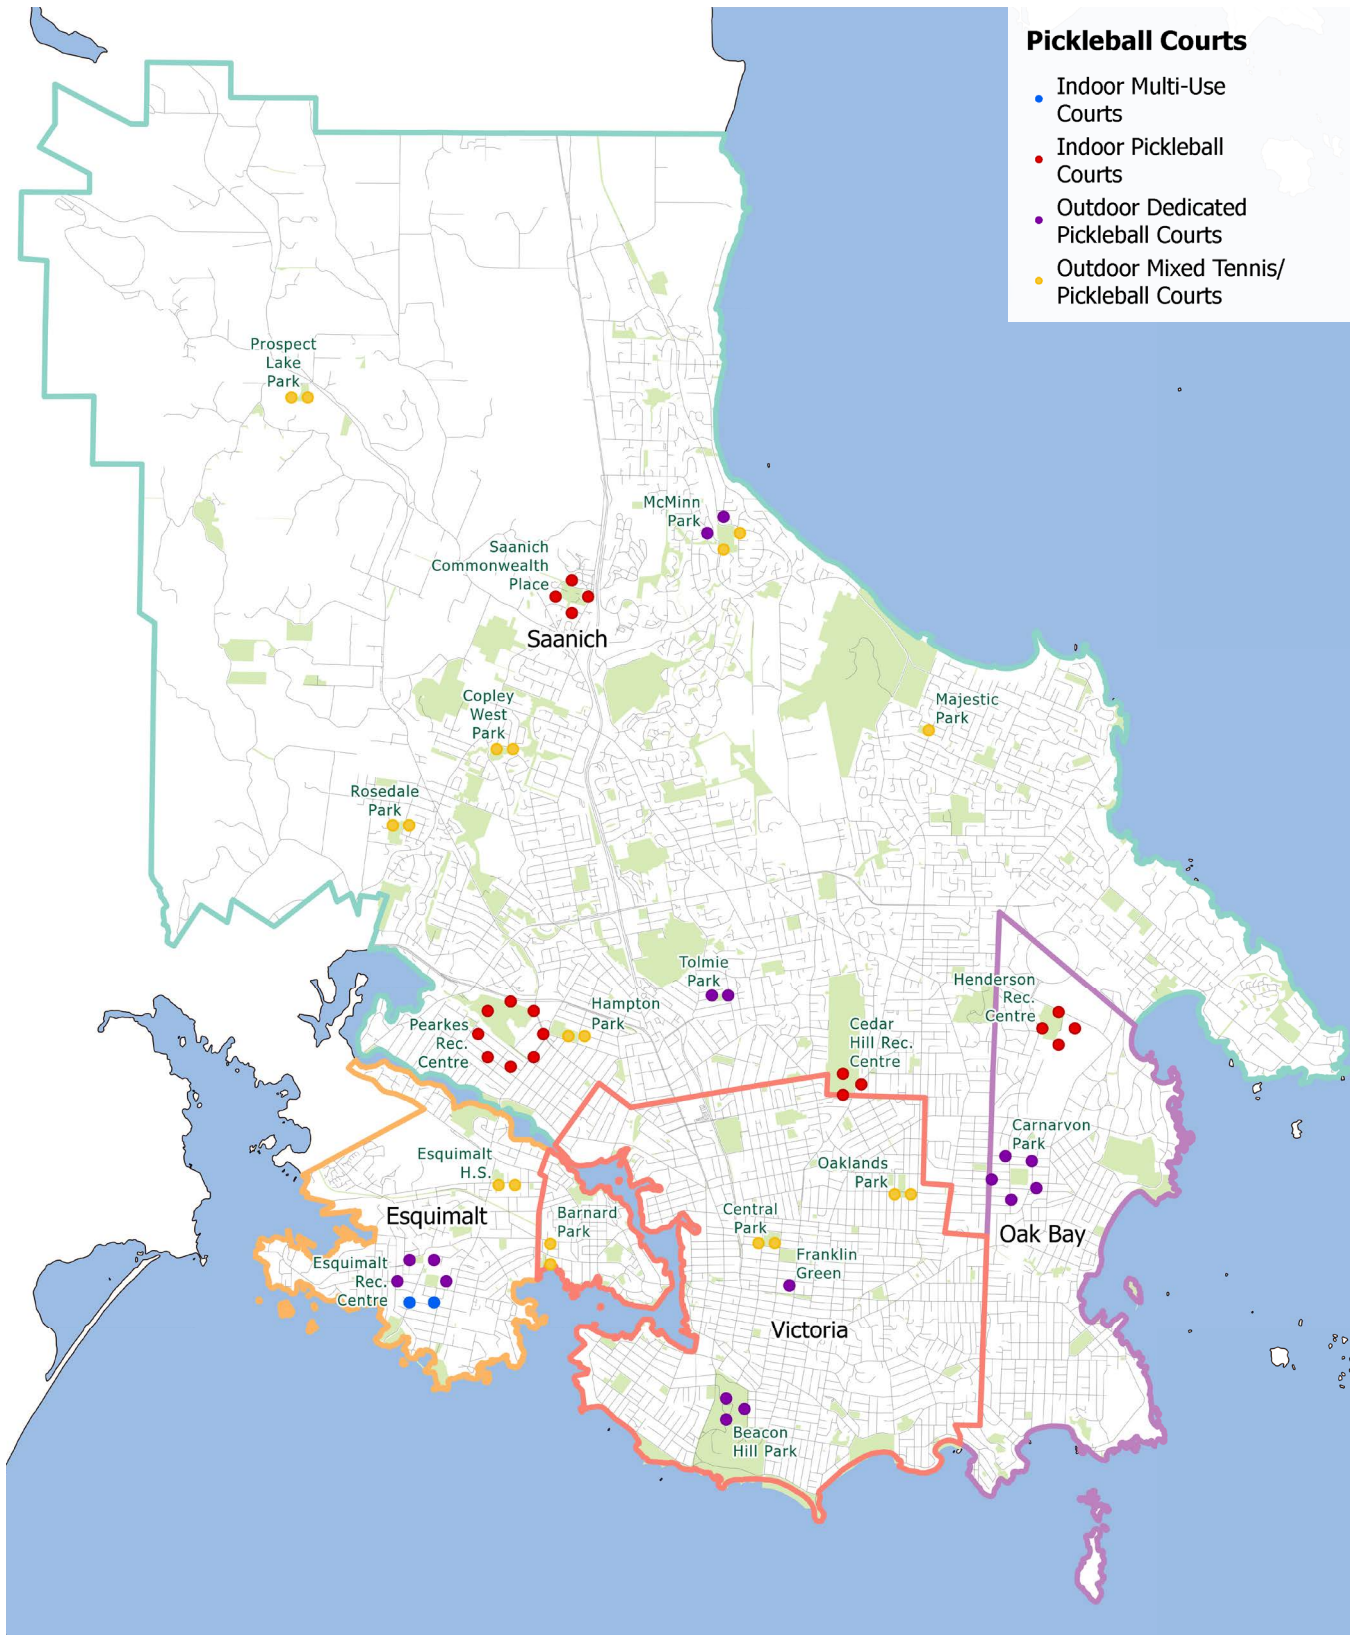 Pickleball Courts
Indoor Multi-Use
Courts
Indoor Pickleball
Courts
Outdoor Dedicated
Pickleball Courts
Outdoor Mixed Tennis/
Pickleball Courts
Prospect
Lake
Park
McMinn
Park
Saanich
Commonwealth
Place
Saanich
Copley
West
Park
Majestic
Park
Rosedale
Park
Tolmie
Park
Henderson
Rec.
Centre
Hampton
Park
Pearkes
Rec.
Centre
Cedar
Hill Rec.
Centre
Carnarvon
Park
Esquimalt
H.S.
Oaklands
Park
Esquimalt
Barnard
Park
Central
Park
Oak Bay
Franklin
Green
Esquimalt
Rec.
Centre
Victoria
Beacon
Hill Park